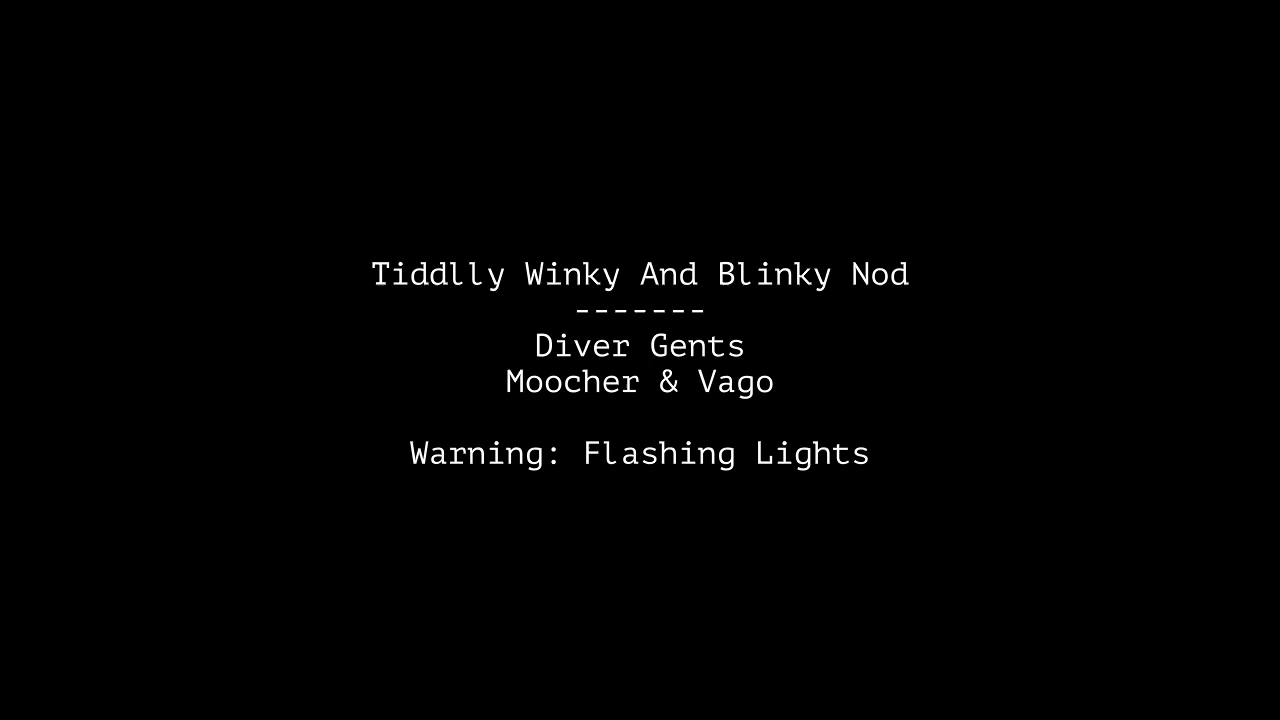 Tiddlly Winky And Blinky Nod
-------
Diver Gents
Moocher & Vago
Warning: Flashing Lights